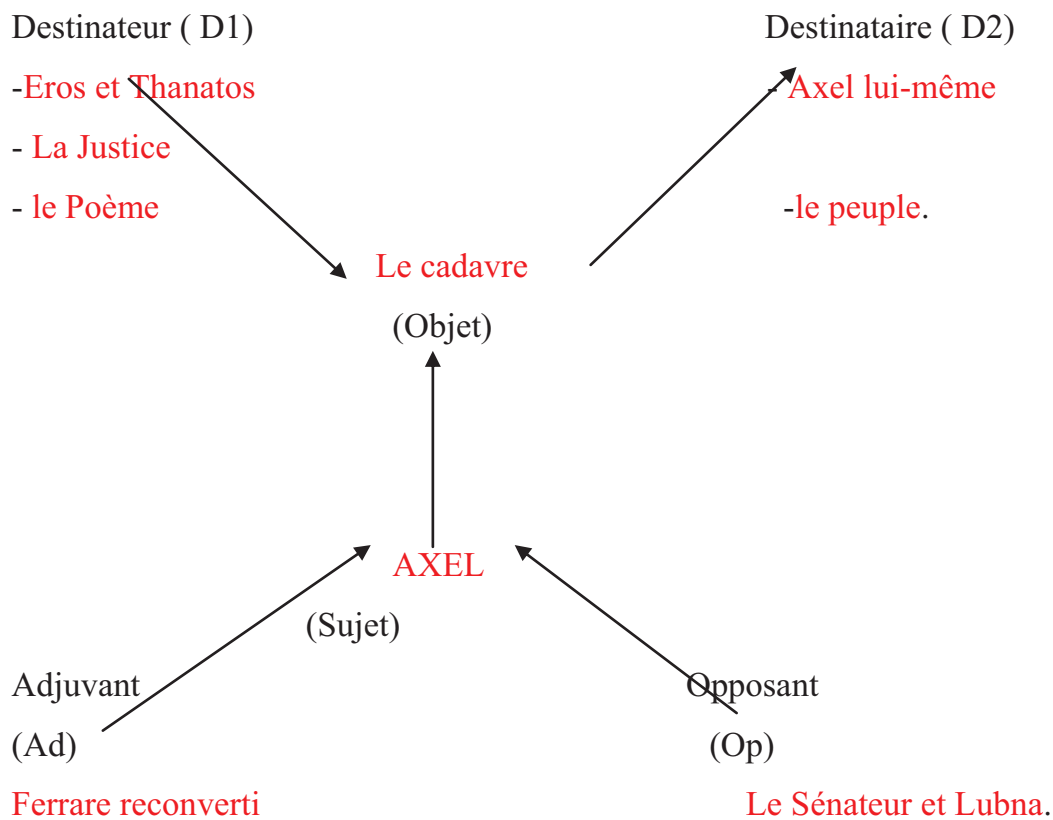 Destinateur ( D1) Destinataire ( D2)
-Eros et Thanatos - Axel lui-même
- La Justice
- le Poème -le peuple.
Le cadavre
(Objet)
AXEL
(Sujet)
Adjuvant Opposant
(Ad) (Op)
Ferrare reconverti Le Sénateur et Lubna.